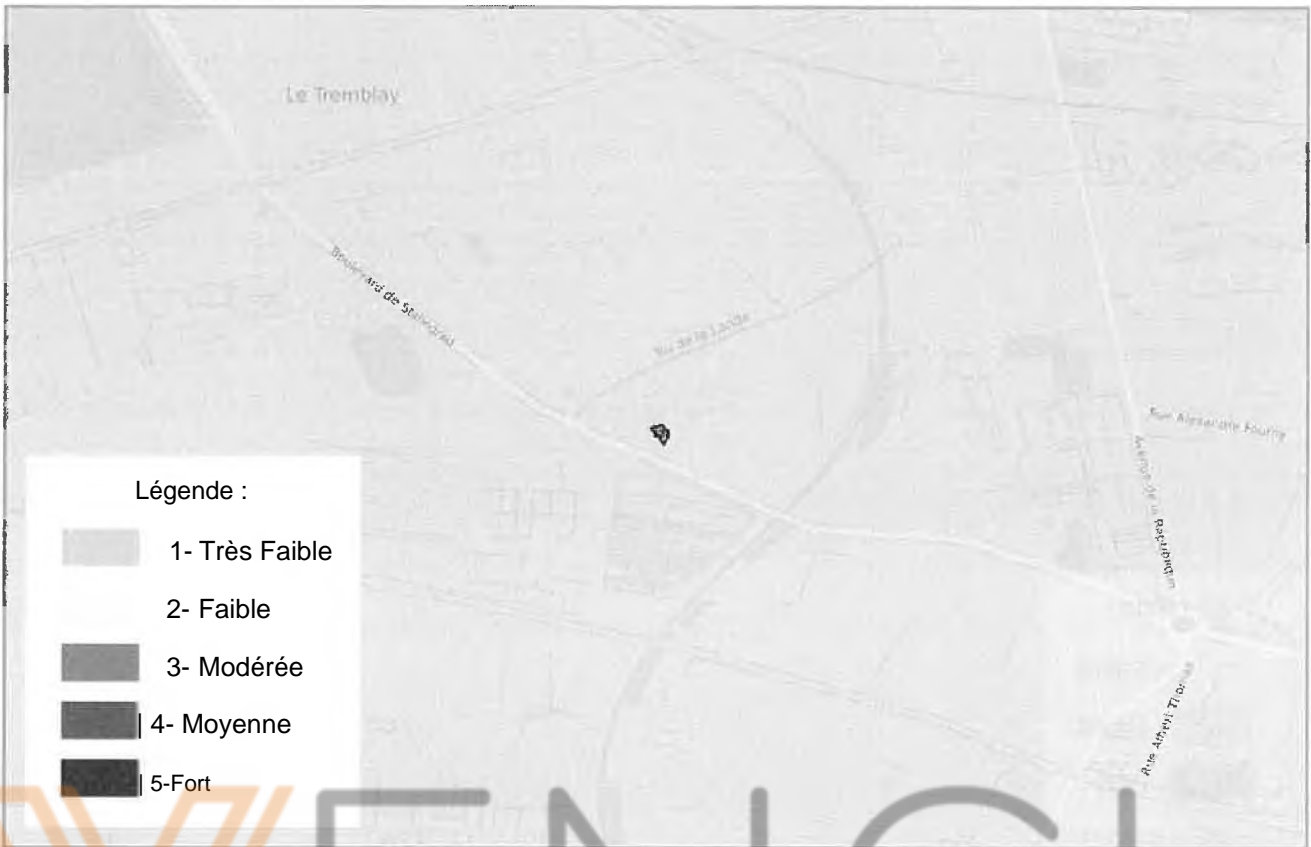 Le Tremblay
Boulevard de Stalingrad
Rue de la Lande
Rue Alexandre Fourny
Avenue de la République
Rue Albert Thomas
Légende :
1- Très Faible
2- Faible
3- Modérée
4- Moyenne
5-Fort